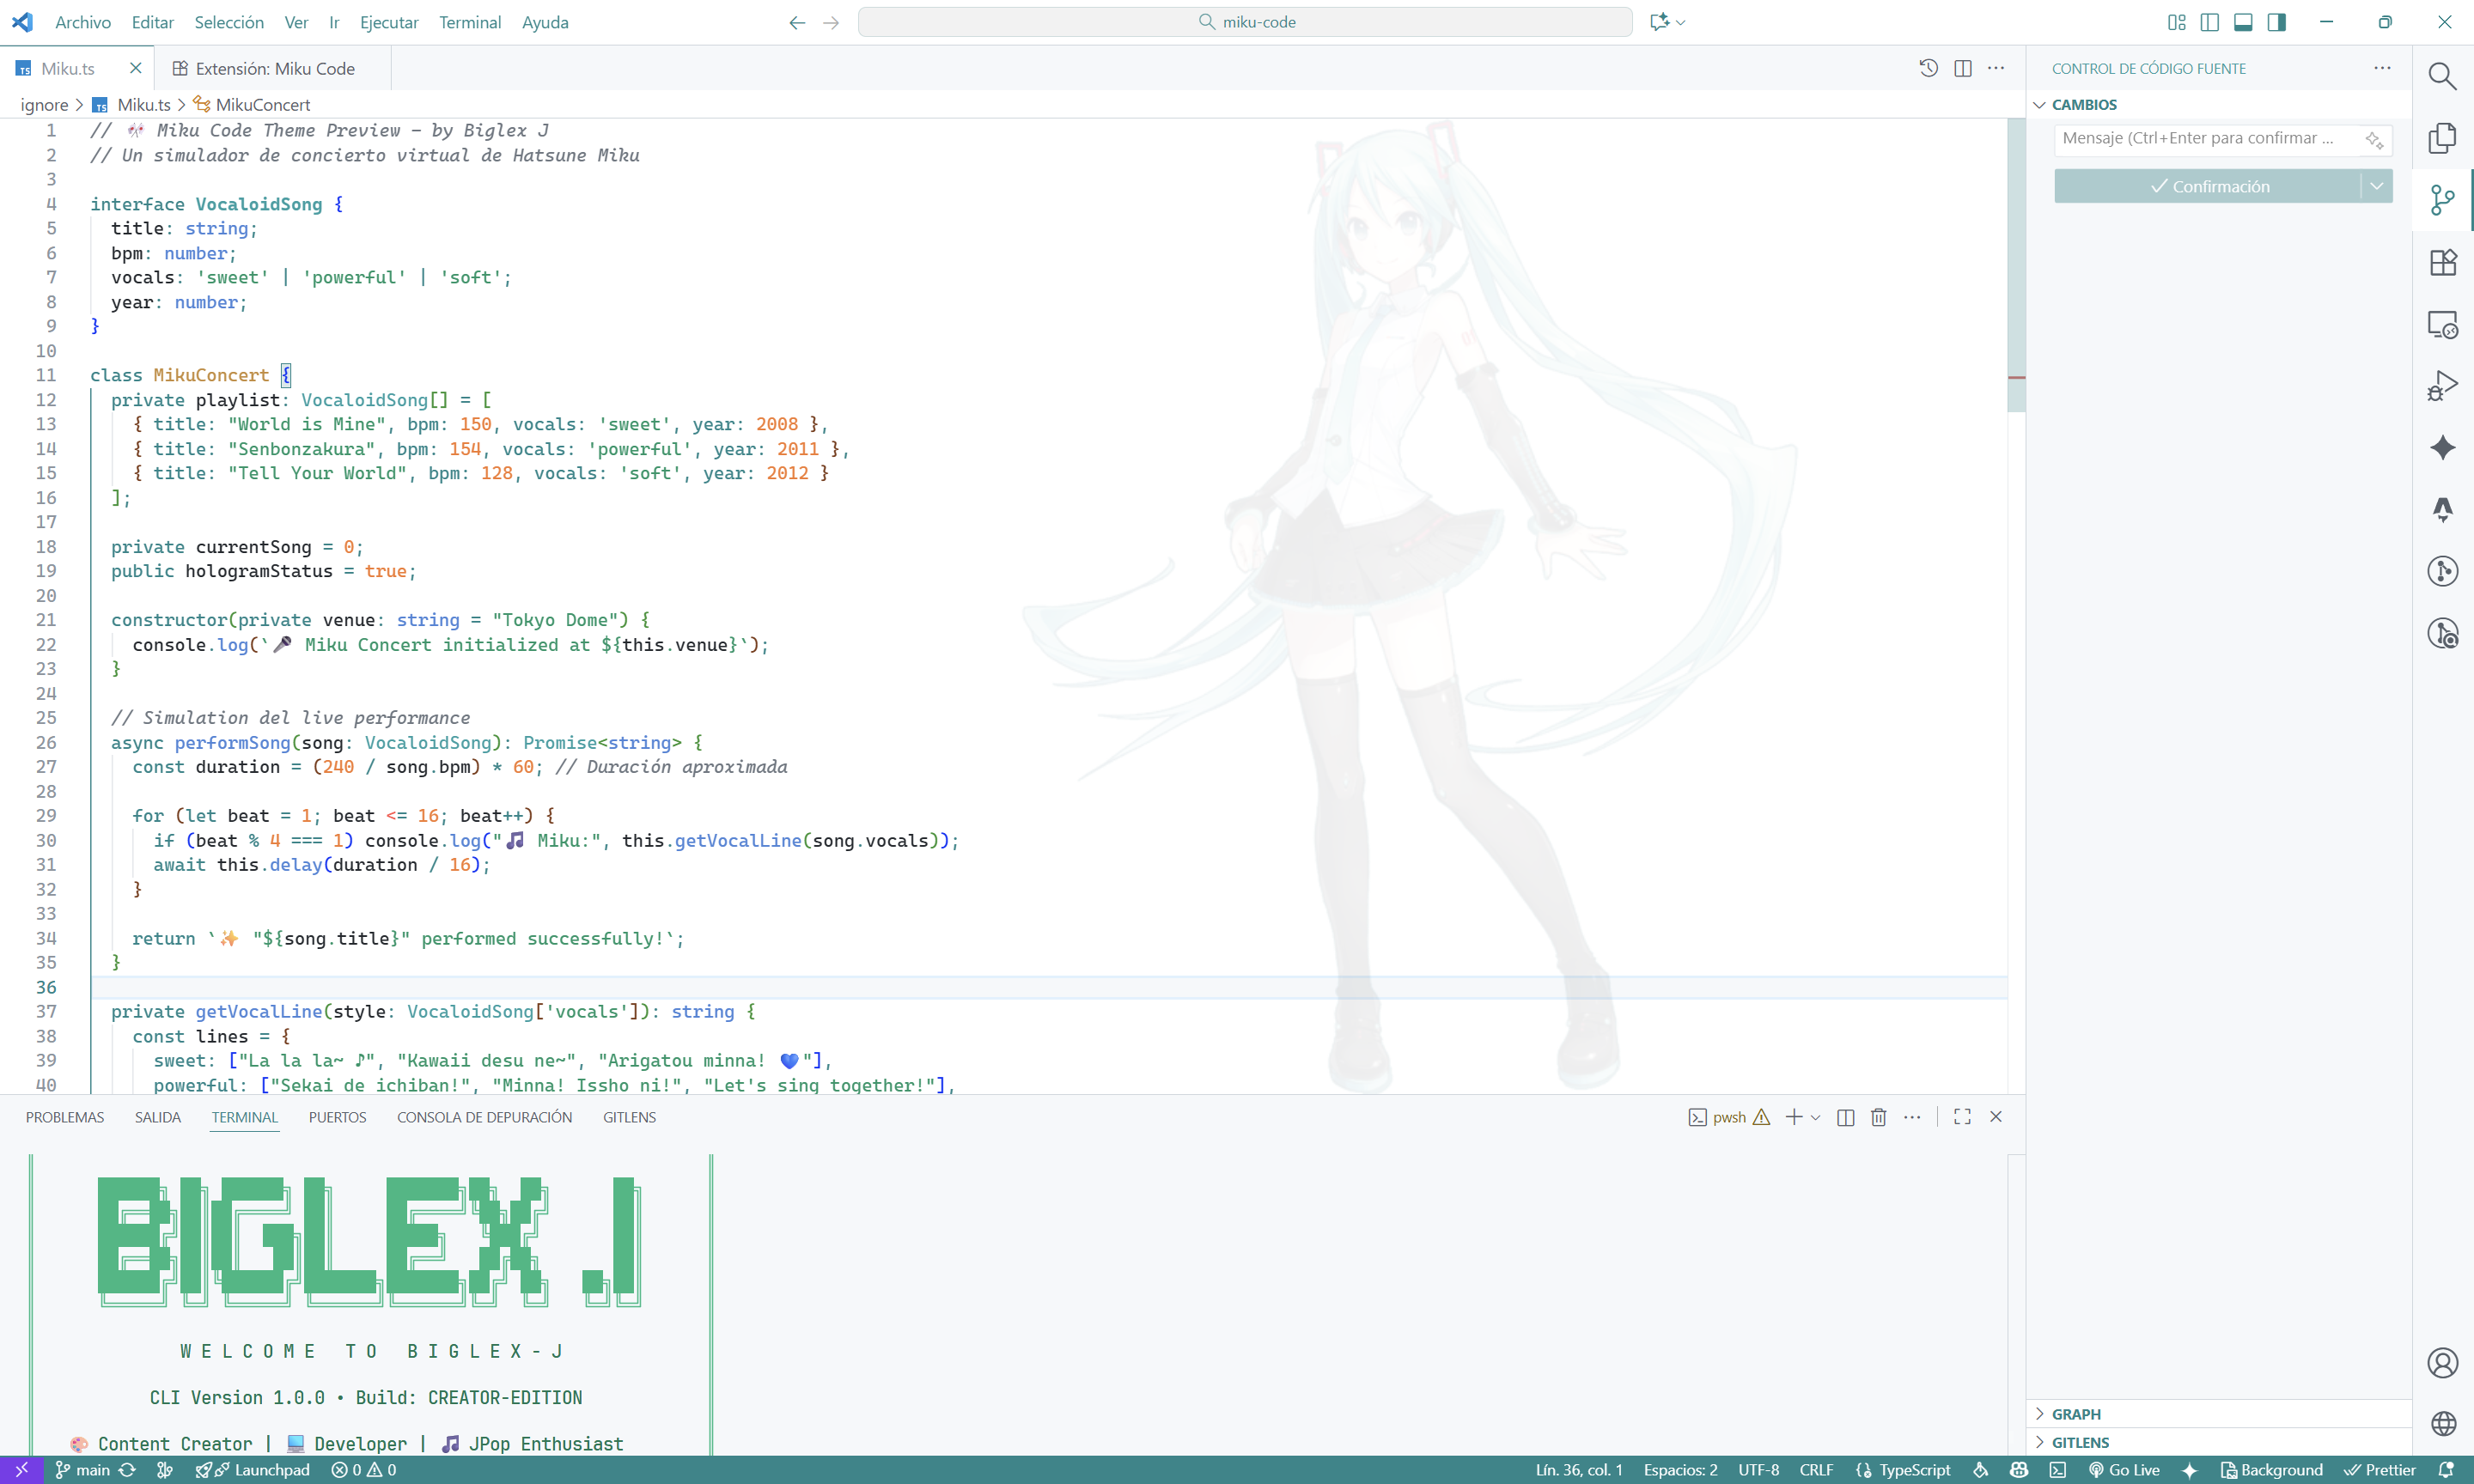 Archivo Editar Selección Ver Ir Ejecutar Terminal Ayuda
miku-code
Miku.ts
Extensión: Miku Code
ignore > Miku.ts > MikuConcert
1 // 🎌 Miku Code Theme Preview - by Biglex J
2 // Un simulador de concierto virtual de Hatsune Miku
3
4 interface VocaloidSong {
5 title: string;
6 bpm: number;
7 vocals: 'sweet' | 'powerful' | 'soft';
8 year: number;
9 }
10
11 class MikuConcert {
12 private playlist: VocaloidSong[] = [
13 { title: "World is Mine", bpm: 150, vocals: 'sweet', year: 2008 },
14 { title: "Senbonzakura", bpm: 154, vocals: 'powerful', year: 2011 },
15 { title: "Tell Your World", bpm: 128, vocals: 'soft', year: 2012 }
16 ];
17
18 private currentSong = 0;
19 public hologramStatus = true;
20
21 constructor(private venue: string = "Tokyo Dome") {
22 console.log(`🎤 Miku Concert initialized at ${this.venue}`);
23 }
24
25 // Simulation del live performance
26 async performSong(song: VocaloidSong): Promise<string> {
27 const duration = (240 / song.bpm) * 60; // Duración aproximada
28
29 for (let beat = 1; beat <= 16; beat++) {
30 if (beat % 4 === 1) console.log("🎵 Miku:", this.getVocalLine(song.vocals));
31 await this.delay(duration / 16);
32 }
33
34 return `✨ "${song.title}" performed successfully!`;
35 }
36
37 private getVocalLine(style: VocaloidSong['vocals']): string {
38 const lines = {
39 sweet: ["La la la~ ♪", "Kawaii desu ne~", "Arigatou minna! 💙"],
40 powerful: ["Sekai de ichiban!", "Minna! Issho ni!", "Let's sing together!"],
CONTROL DE CÓDIGO FUENTE
CAMBIOS
Mensaje (Ctrl+Enter para confirmar ...
Confirmación
GRAPH
GITLENS
PROBLEMAS SALIDA TERMINAL PUERTOS CONSOLA DE DEPURACIÓN GITLENS
pwsh
BIGLEX J
WELCOME TO BIGLEX-J
CLI Version 1.0.0 • Build: CREATOR-EDITION
🎨 Content Creator | 💻 Developer | 🎵 JPop Enthusiast
main Launchpad 0 0
Lín. 36, col. 1 Espacios: 2 UTF-8 CRLF TypeScript Go Live Background Prettier